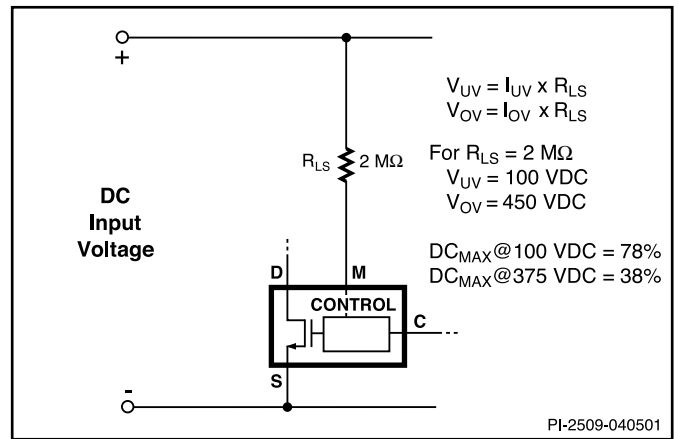 +
V_UV = I_UV x R_LS
V_OV = I_OV x R_LS
R_LS 2 MΩ
For R_LS = 2 MΩ
V_UV = 100 VDC
V_OV = 450 VDC
DC
Input
Voltage
DC_MAX@100 VDC = 78%
DC_MAX@375 VDC = 38%
D M
CONTROL
C
S
-
PI-2509-040501